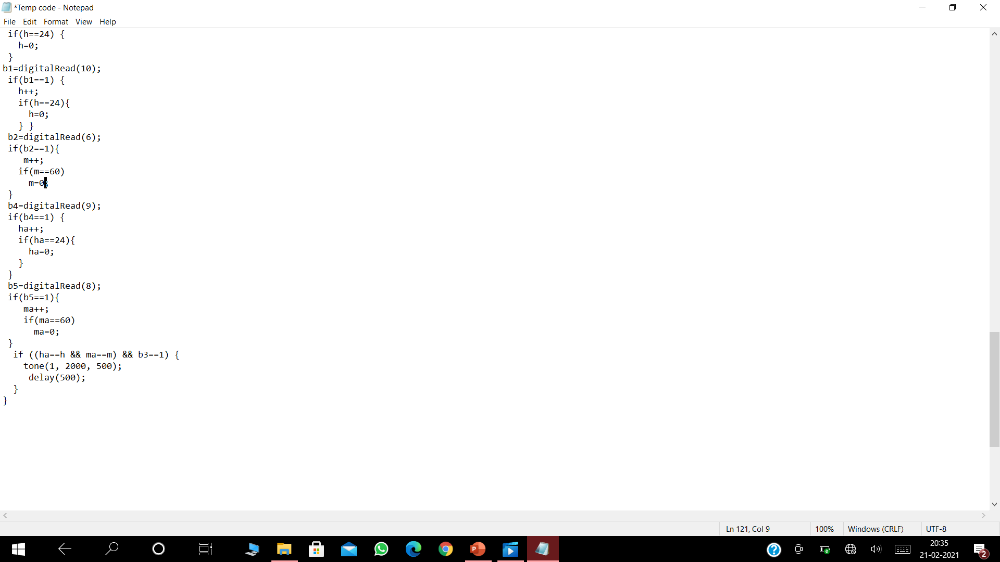 *Temp code - Notepad
File Edit Format View Help
if(h==24) {
h=0;
}
b1=digitalRead(10);
if(b1==1) {
h++;
if(h==24){
h=0;
} }
b2=digitalRead(6);
if(b2==1){
m++;
if(m==60)
m=0;
}
b4=digitalRead(9);
if(b4==1) {
ha++;
if(ha==24){
ha=0;
}
}
b5=digitalRead(8);
if(b5==1){
ma++;
if(ma==60)
ma=0;
}
if ((ha==h && ma==m) && b3==1) {
tone(1, 2000, 500);
delay(500);
}
}
Ln 121, Col 9 100% Windows (CRLF) UTF-8
20:35
21-02-2021
2